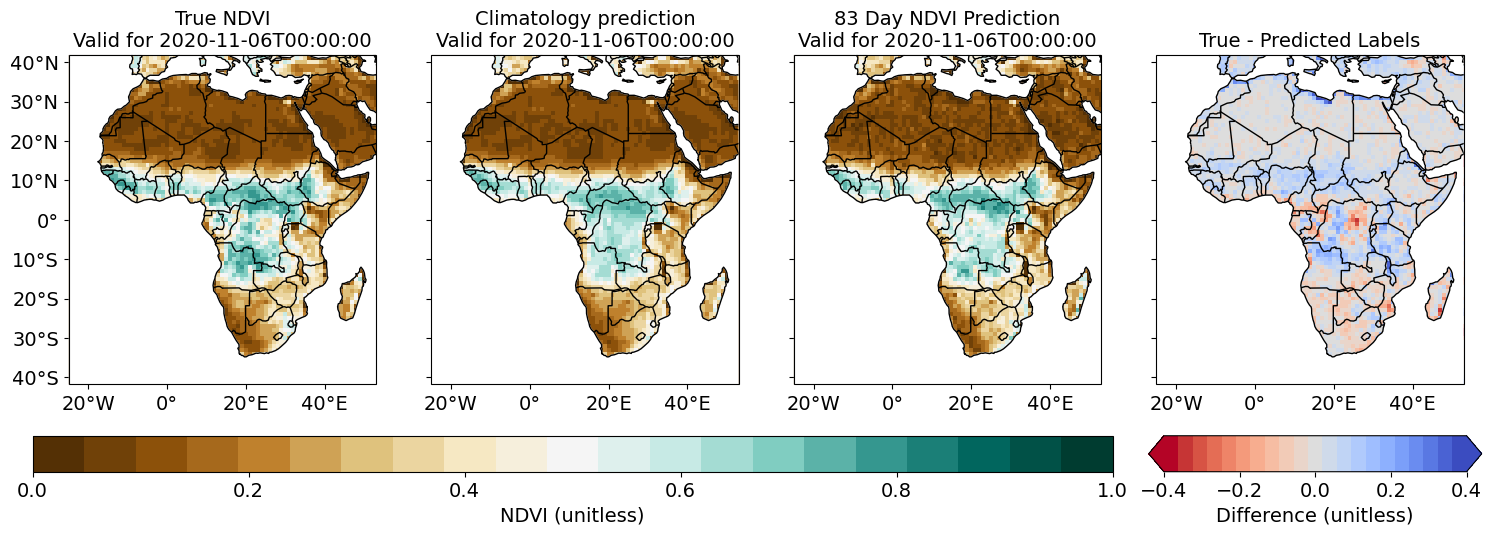 True NDVI
Valid for 2020-11-06T00:00:00
Climatology prediction
Valid for 2020-11-06T00:00:00
83 Day NDVI Prediction
Valid for 2020-11-06T00:00:00
True - Predicted Labels
40°N
30°N
20°N
10°N
0°
10°S
20°S
30°S
40°S
20°W 0° 20°E 40°E
20°W 0° 20°E 40°E
20°W 0° 20°E 40°E
20°W 0° 20°E 40°E
0.0 0.2 0.4 0.6 0.8 1.0
NDVI (unitless)
−0.4 −0.2 0.0 0.2 0.4
Difference (unitless)